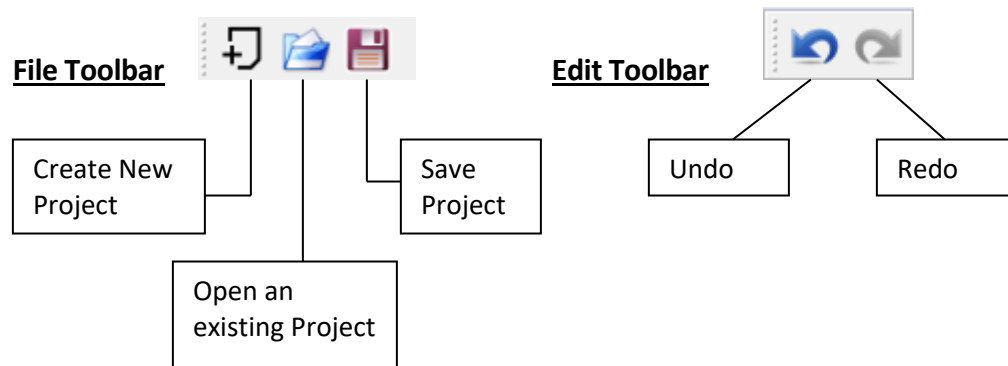 File Toolbar
Edit Toolbar
Create New
Project
Save
Project
Undo
Redo
Open an
existing Project